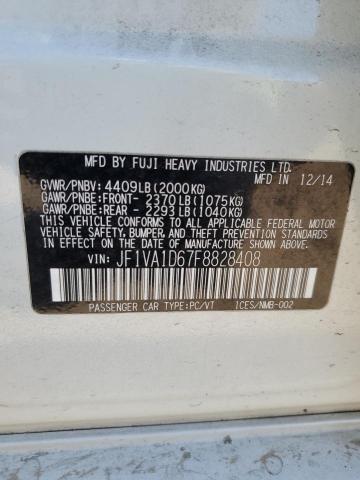 MFD BY FUJI HEAVY INDUSTRIES LTD.
MFD IN 12/14
GVWR/PNBV: 4409LB(2000KG)
GAWR/PNBE:FRONT- 2370LB(1075KG)
GAWR/PNBE:REAR - 2293LB(1040KG)
THIS VEHICLE CONFORMS TO ALL APPLICABLE FEDERAL MOTOR
VEHICLE SAFETY, BUMPER, AND THEFT PREVENTION STANDARDS
IN EFFECT ON THE DATE OF MANUFACTURE SHOWN ABOVE.
VIN: JF1VA1D67F8828408
PASSENGER CAR TYPE:PC/VT ICES/NMB-002